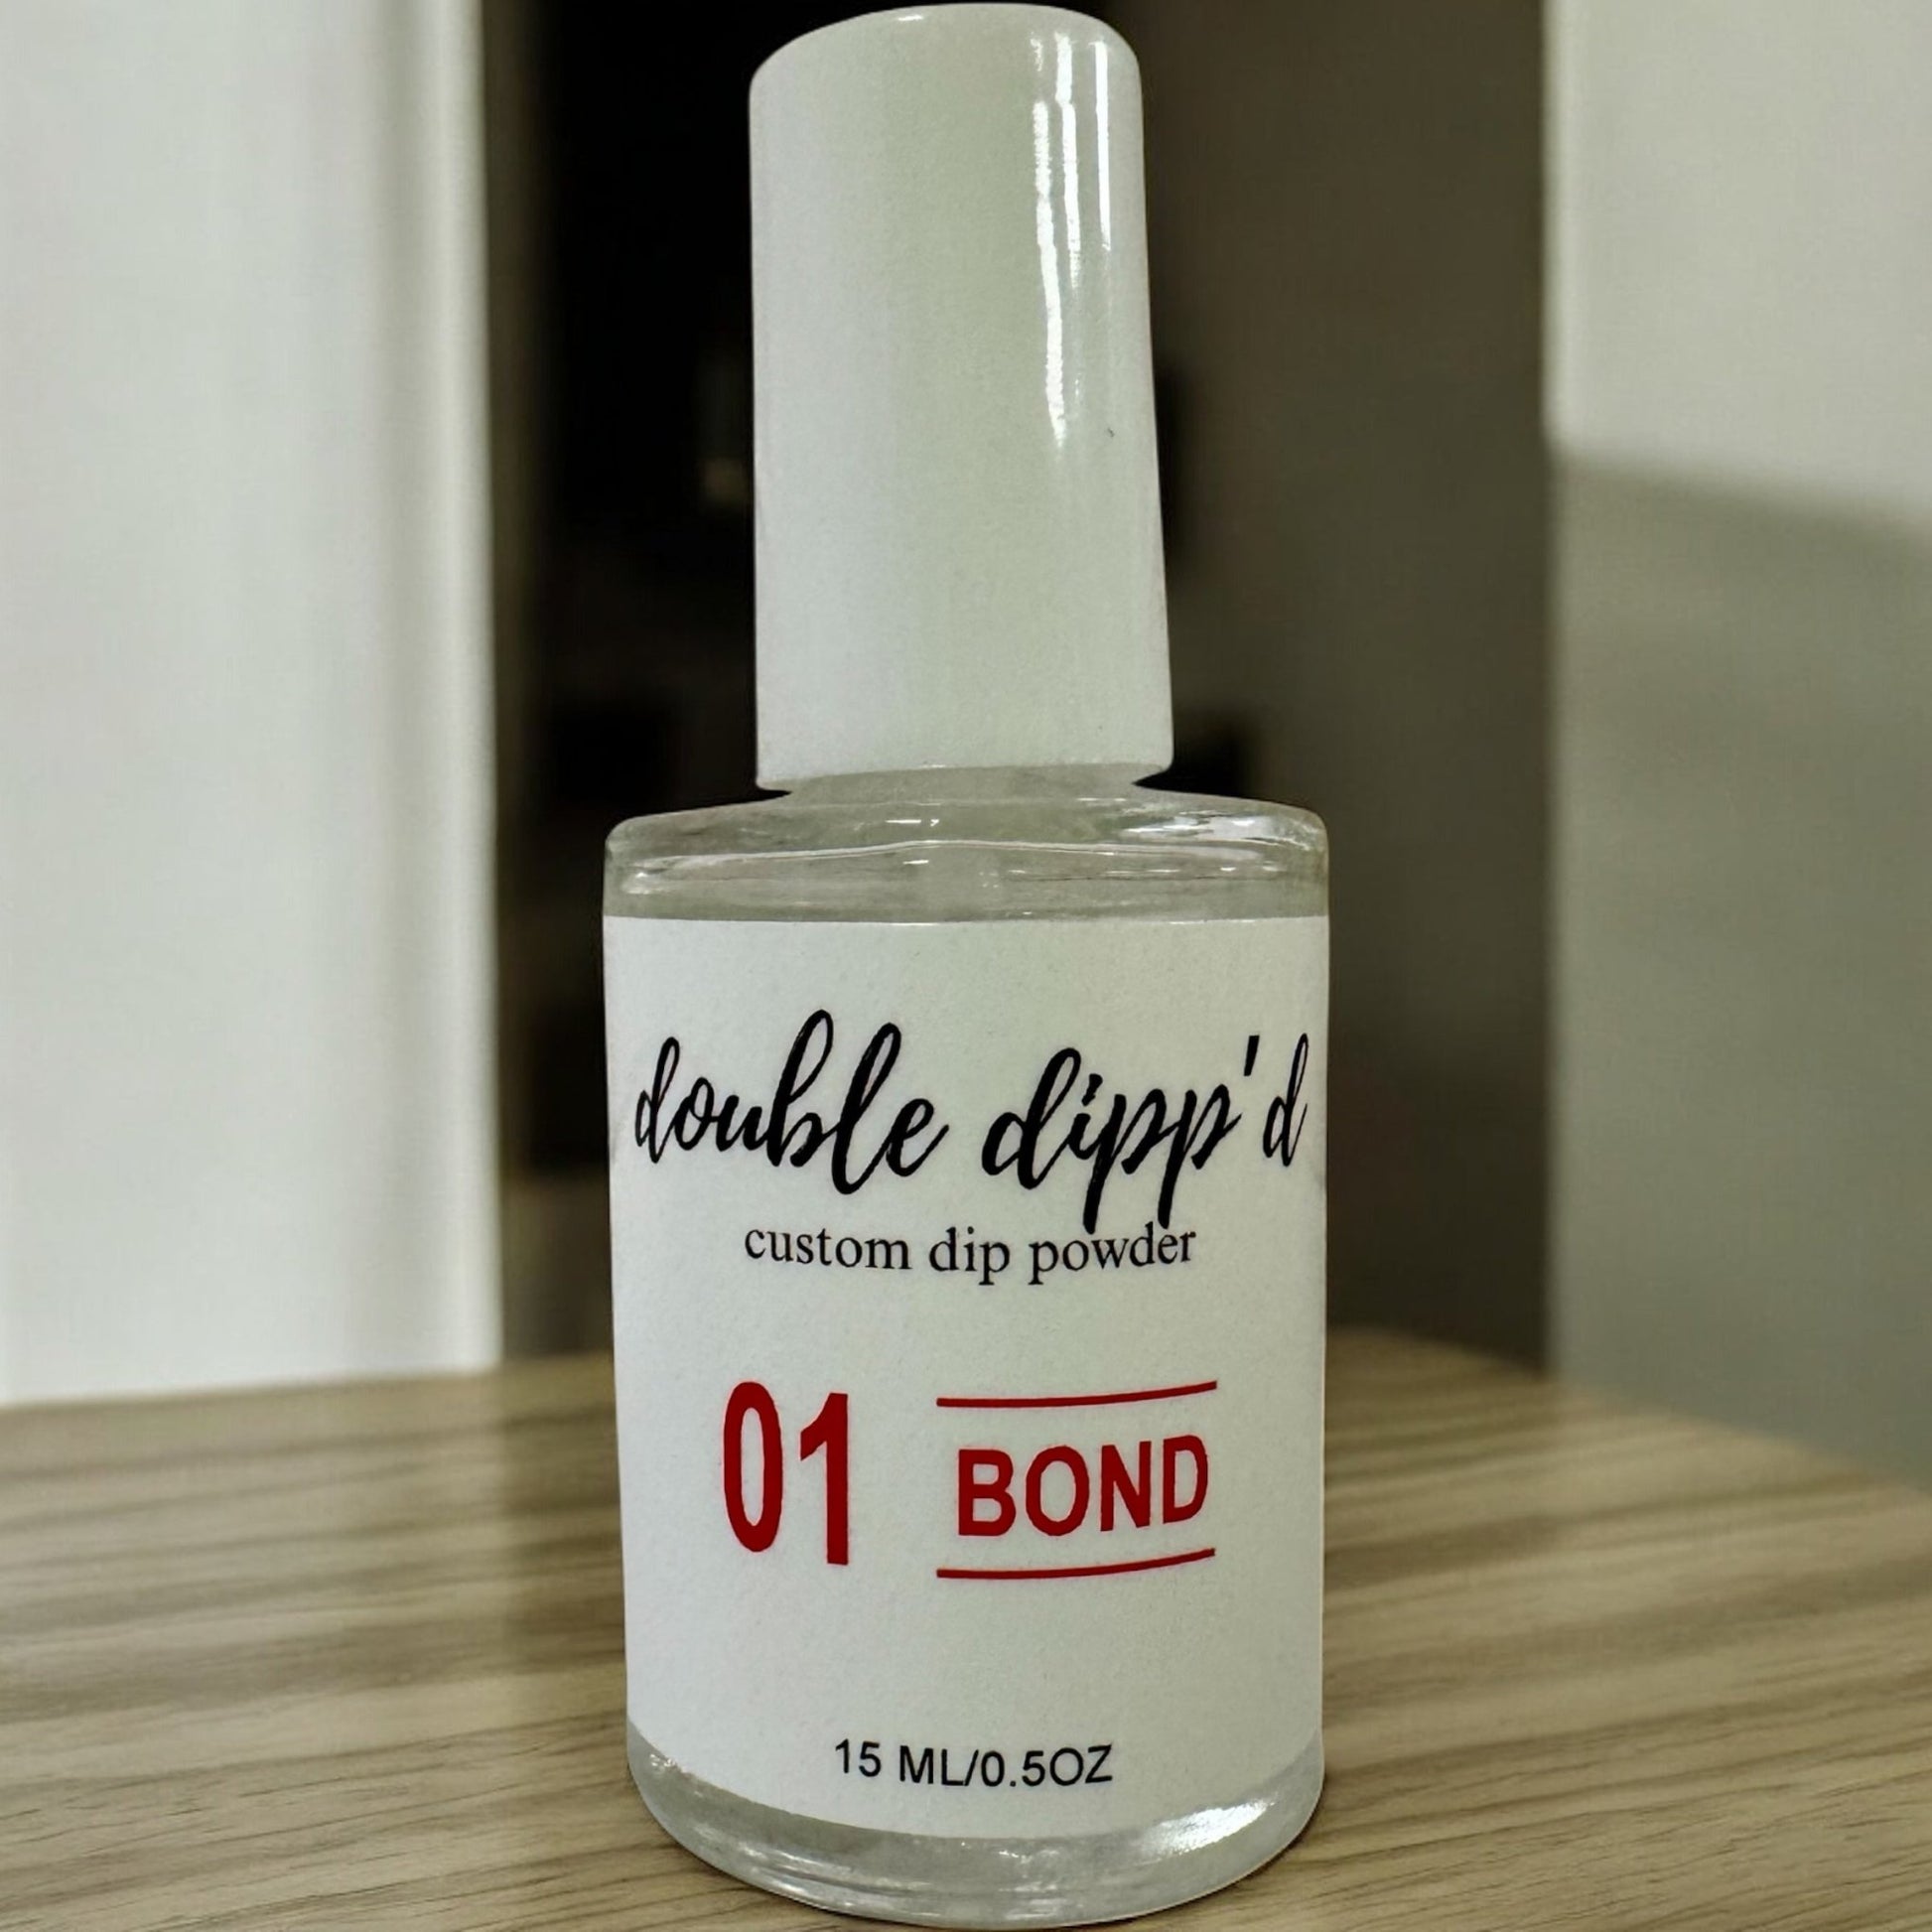 double dipp'd
custom dip powder
01 BOND
15 ML/0.5OZ